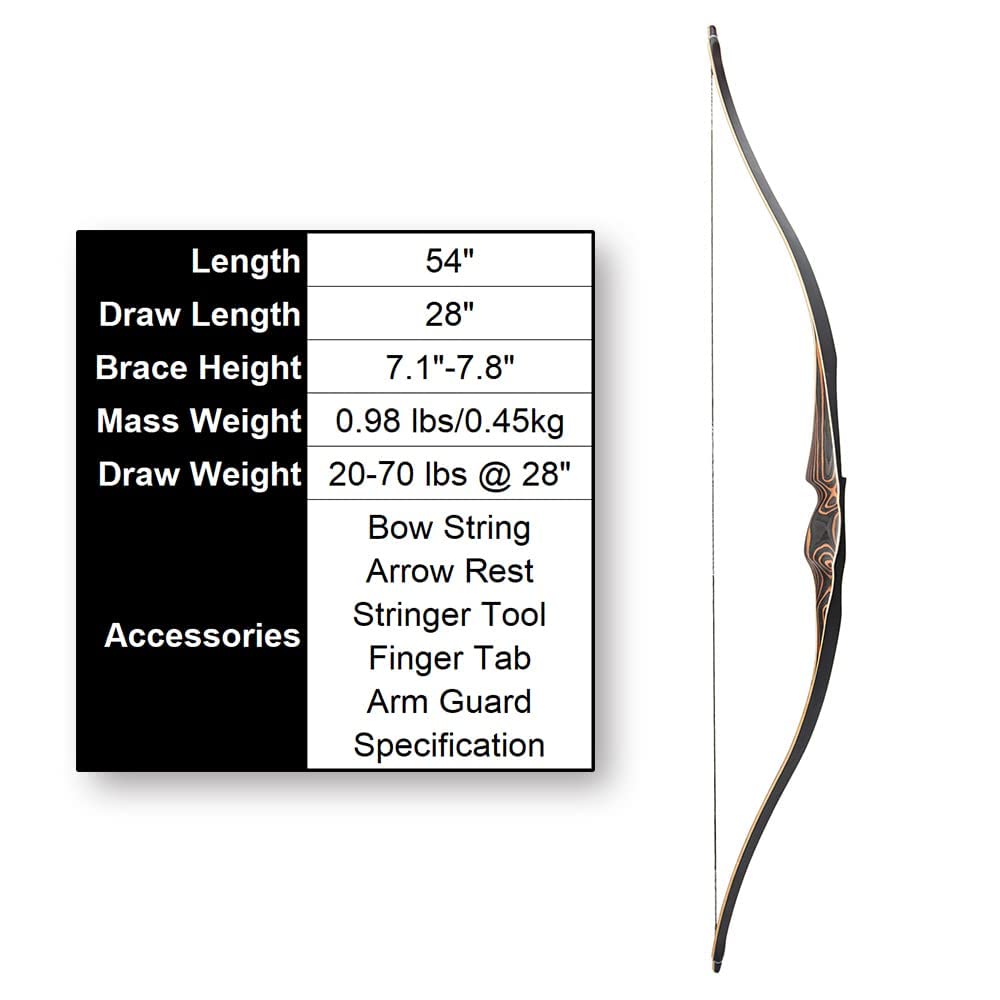 Length 54"
Draw Length 28"
Brace Height 7.1"-7.8"
Mass Weight 0.98 lbs/0.45kg
Draw Weight 20-70 lbs @ 28"
Accessories
Bow String
Arrow Rest
Stringer Tool
Finger Tab
Arm Guard
Specification